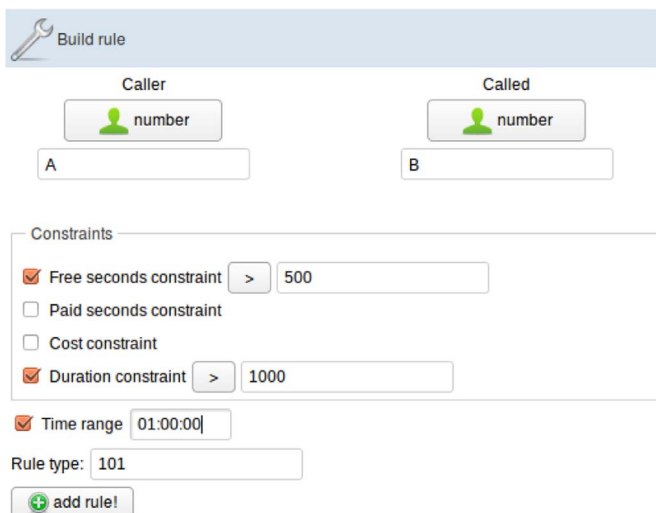 Build rule
Caller Called
number number
A B
Constraints
Free seconds constraint > 500
Paid seconds constraint
Cost constraint
Duration constraint > 1000
Time range 01:00:00
Rule type: 101
add rule!